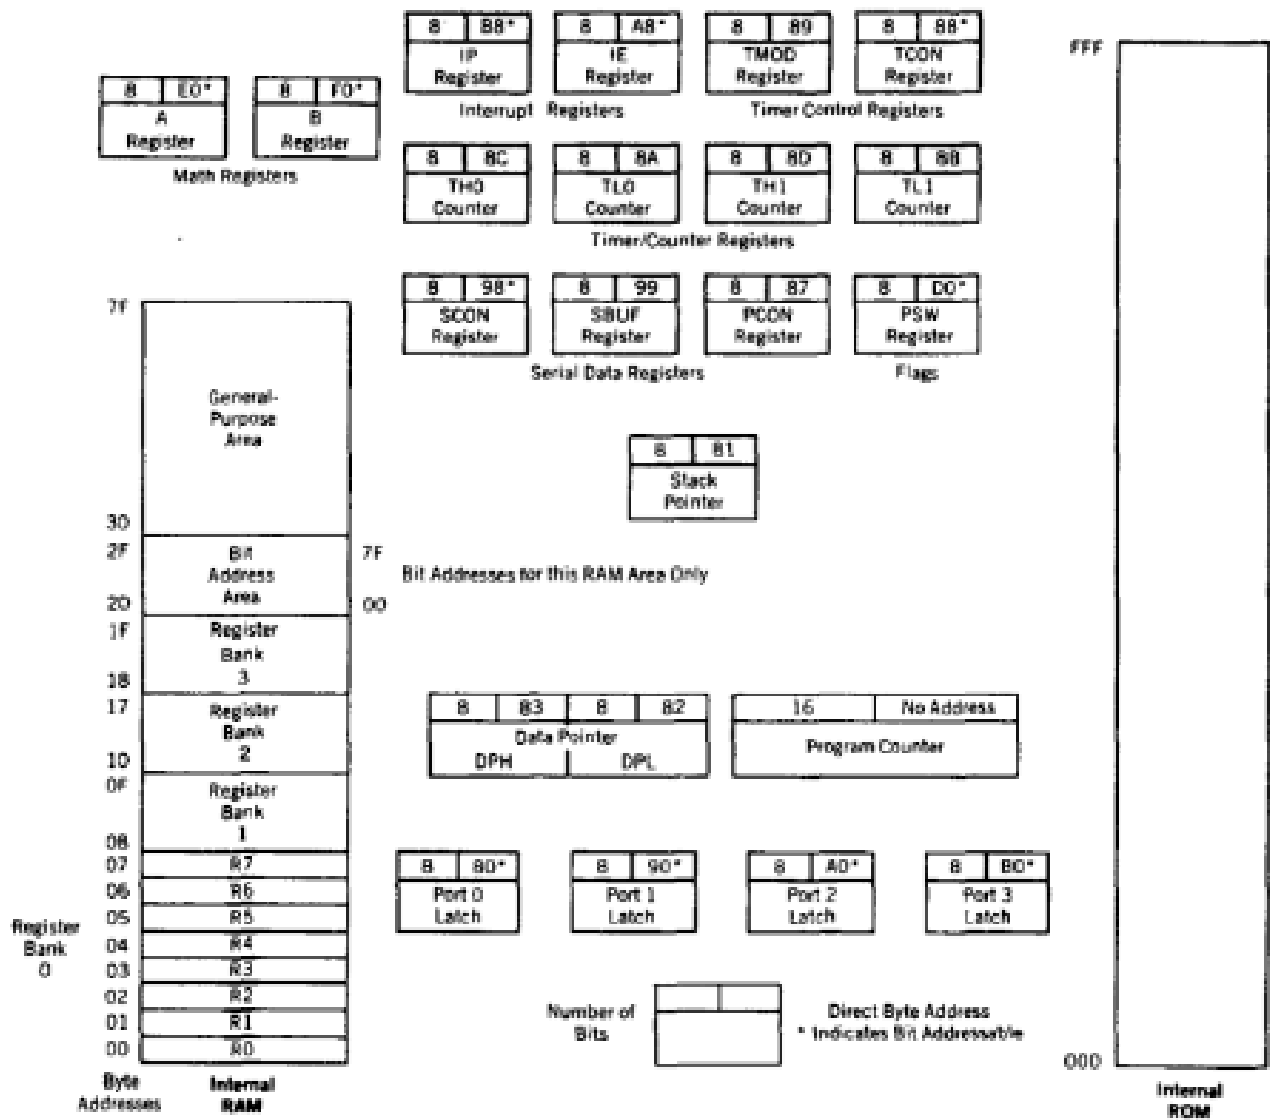 8 B8* 8 A8* 8 89 8 88*
IP Register IE Register TMOD Register TCON Register
Interrupt Registers Timer Control Registers
FFF
8 E0* 8 F0*
A Register B Register
Math Registers
8 8C 8 8A 8 8D 8 8B
TH0 Counter TL0 Counter TH1 Counter TL1 Counter
Timer/Counter Registers
8 98* 8 99 8 87 8 D0*
SCON Register SBUF Register PCON Register PSW Register
Serial Data Registers Flags
7F
General-
Purpose
Area
30
8 81
Stack
Pointer
2F Bit 7F
Address
20 Area 00
Bit Addresses for this RAM Area Only
1F Register
Bank
18 3
17 Register
Bank
10 2
0F Register
Bank
08 1
8 83 8 82
Data Pointer
DPH DPL
16 No Address
Program Counter
07 R7
06 R6
05 R5
04 R4
03 R3
02 R2
01 R1
00 R0
Register
Bank
0
8 80* 8 90* 8 A0* 8 B0*
Port 0 Latch Port 1 Latch Port 2 Latch Port 3 Latch
Number of
Bits
Direct Byte Address
* Indicates Bit Addressable
000
Byte
Addresses
Internal
RAM
Internal
ROM